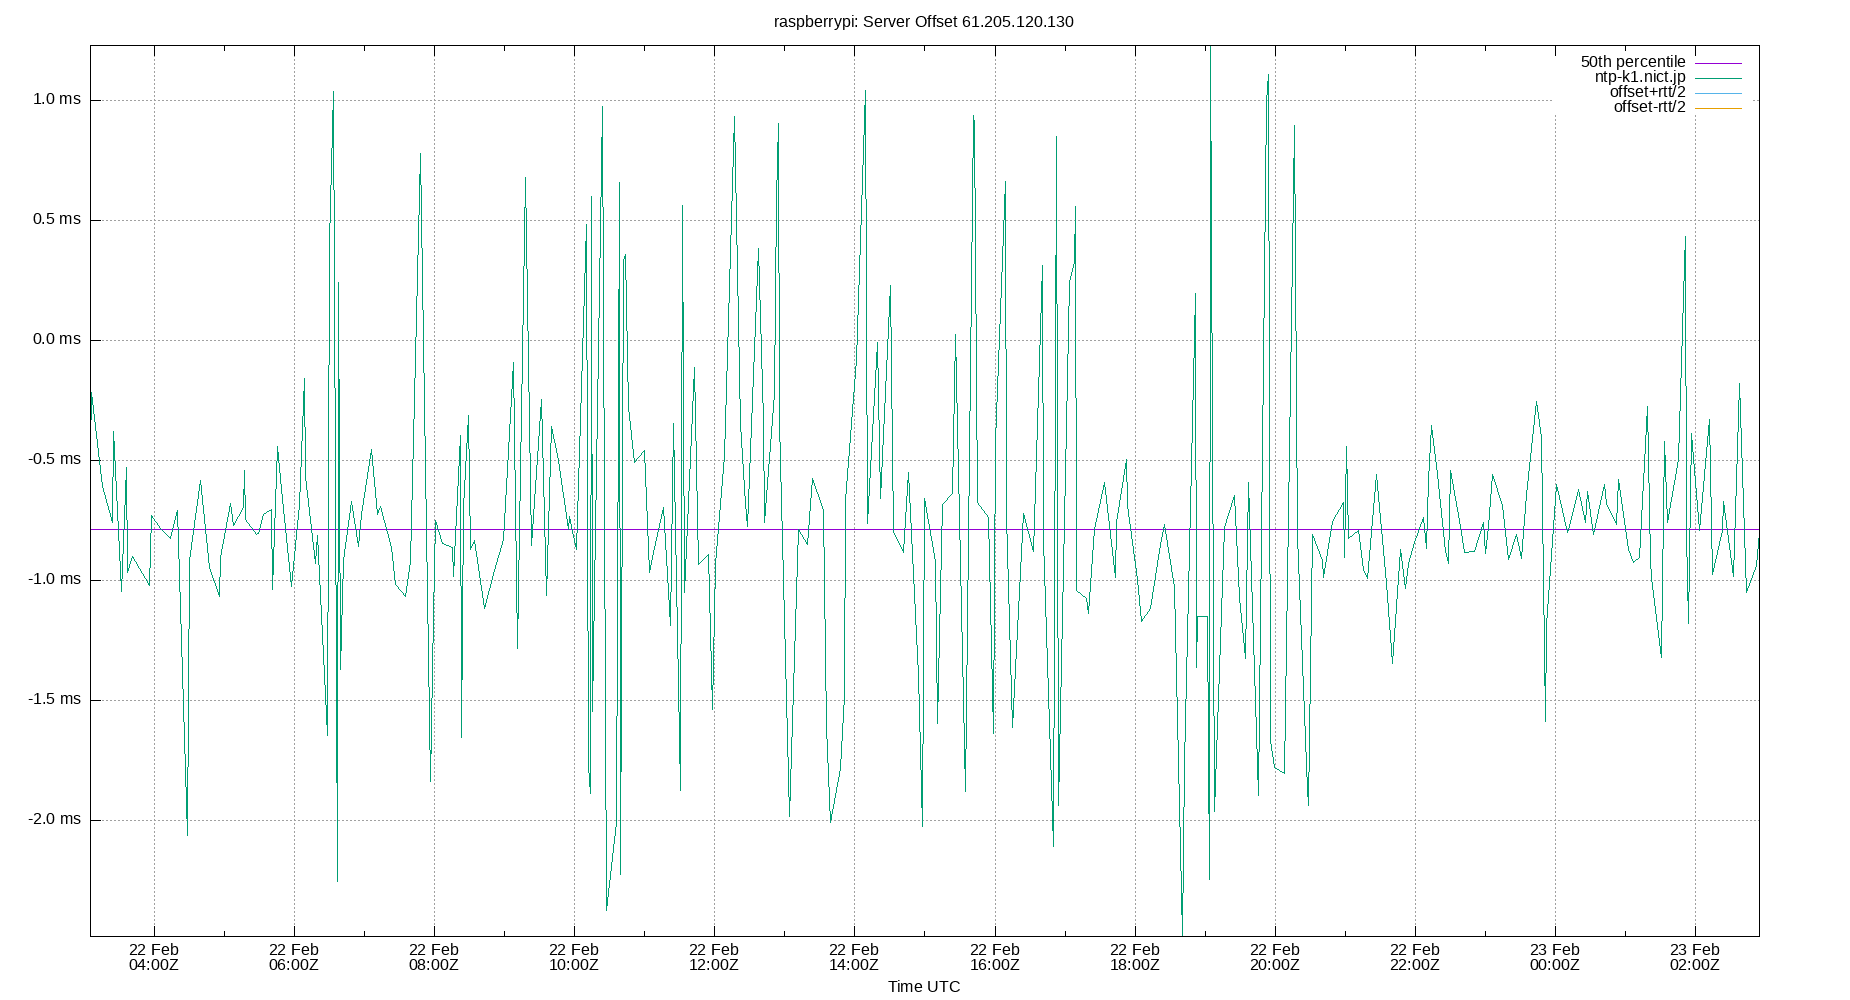 raspberrypi: Server Offset 61.205.120.130
50th percentile
ntp-k1.nict.jp
offset+rtt/2
offset-rtt/2
1.0 ms
0.5 ms
0.0 ms
-0.5 ms
-1.0 ms
-1.5 ms
-2.0 ms
22 Feb 22 Feb 22 Feb 22 Feb 22 Feb 22 Feb 22 Feb 22 Feb 22 Feb 22 Feb 23 Feb 23 Feb
04:00Z 06:00Z 08:00Z 10:00Z 12:00Z 14:00Z 16:00Z 18:00Z 20:00Z 22:00Z 00:00Z 02:00Z
Time UTC